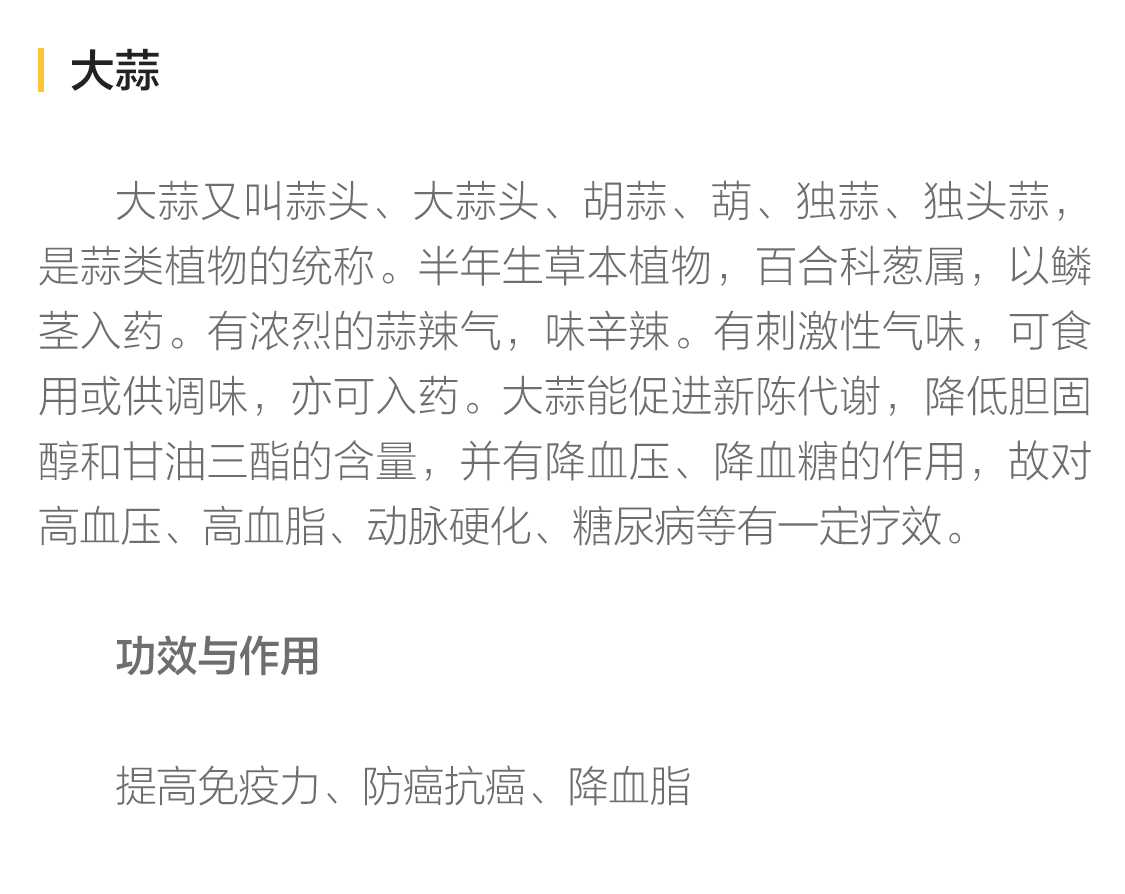 大蒜
大蒜又叫蒜头、大蒜头、胡蒜、葫、独蒜、独头蒜，
是蒜类植物的统称。半年生草本植物，百合科葱属，以鳞
茎入药。有浓烈的蒜辣气，味辛辣。有刺激性气味，可食
用或供调味，亦可入药。大蒜能促进新陈代谢，降低胆固
醇和甘油三酯的含量，并有降血压、降血糖的作用，故对
高血压、高血脂、动脉硬化、糖尿病等有一定疗效。
功效与作用
提高免疫力、防癌抗癌、降血脂